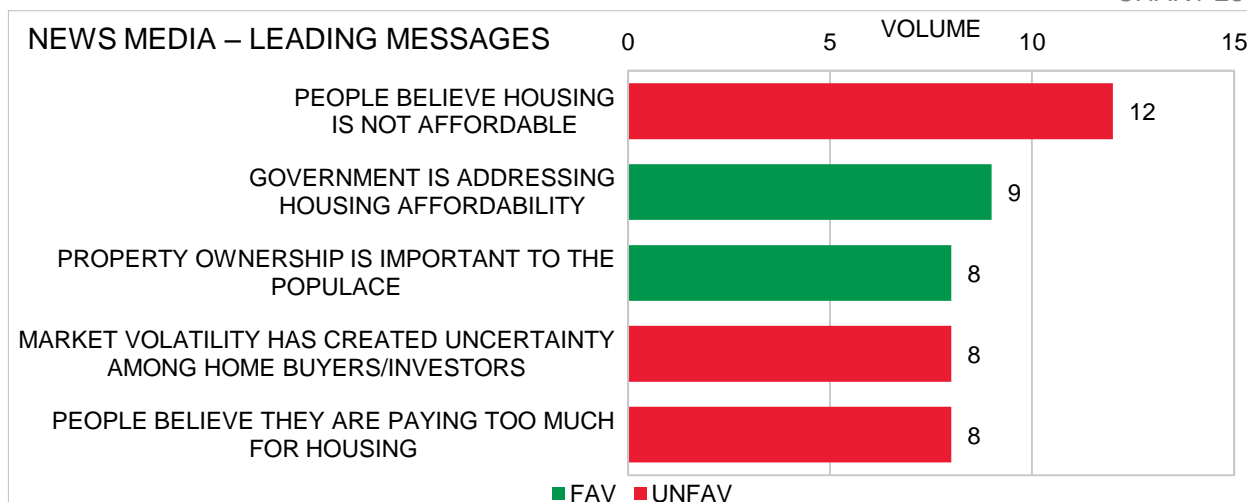 NEWS MEDIA – LEADING MESSAGES
VOLUME
0 5 10 15
PEOPLE BELIEVE HOUSING
IS NOT AFFORDABLE
12
GOVERNMENT IS ADDRESSING
HOUSING AFFORDABILITY
9
PROPERTY OWNERSHIP IS IMPORTANT TO THE
POPULACE
8
MARKET VOLATILITY HAS CREATED UNCERTAINTY
AMONG HOME BUYERS/INVESTORS
8
PEOPLE BELIEVE THEY ARE PAYING TOO MUCH
FOR HOUSING
8
FAV UNFAV